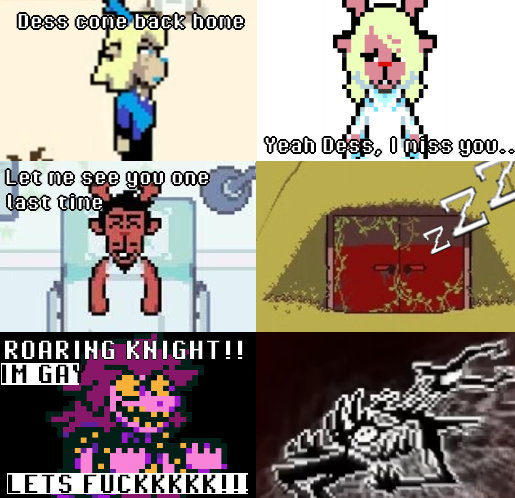 Dess come back home
Yeah Dess, I miss you..
Let me see you one
last time
ZZZ
ROARING KNIGHT!!
IM GAY
LETS FUCKKKKK!!!